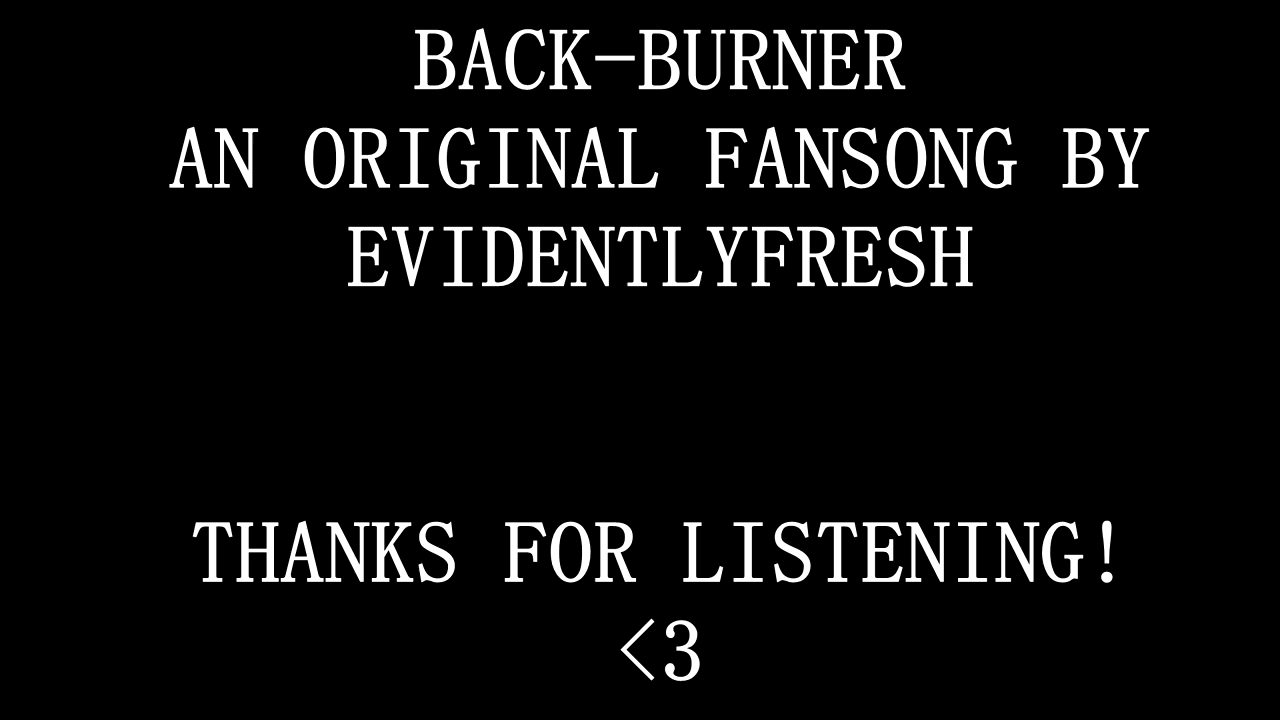 BACK-BURNER
AN ORIGINAL FANSONG BY
EVIDENTLYFRESH
THANKS FOR LISTENING!
<3